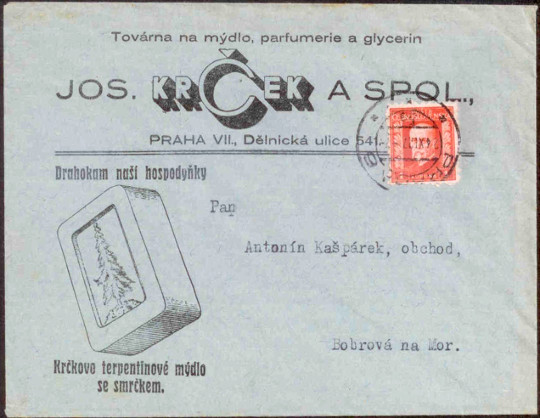 Továrna na mýdlo, parfumerie a glycerin
JOS. KRČEK A SPOL.,
PRAHA VII., Dělnická ulice 541.
Drahokam naší hospodyňky
Pan
Antonín Kašpárek, obchod,
Bobrová na Mor.
Krčkovo terpentinové mýdlo
se smrčkem.